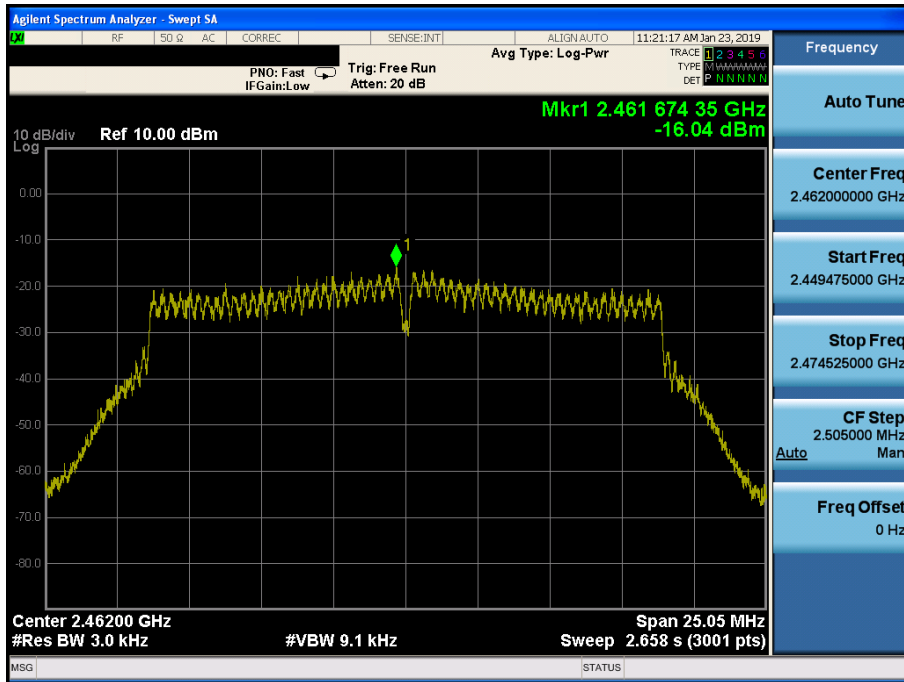 Agilent Spectrum Analyzer - Swept SA
LXI RF 50 Ω AC CORREC SENSE:INT ALIGN AUTO 11:21:17 AM Jan 23, 2019
Frequency
Avg Type: Log-Pwr
TRACE 1 2 3 4 5 6
PNO: Fast Trig: Free Run
TYPE M WWWWW
IFGain:Low Atten: 20 dB
DET P N N N N N
Auto Tune
Mkr1 2.461 674 35 GHz
-16.04 dBm
10 dB/div Ref 10.00 dBm
Log
Center Freq
2.462000000 GHz
0.00
-10.0
1
Start Freq
2.449475000 GHz
-20.0
-30.0
Stop Freq
2.474525000 GHz
-40.0
-50.0
CF Step
2.505000 MHz
Auto Man
-60.0
-70.0
Freq Offset
0 Hz
-80.0
Center 2.46200 GHz Span 25.05 MHz
#Res BW 3.0 kHz #VBW 9.1 kHz Sweep 2.658 s (3001 pts)
MSG STATUS